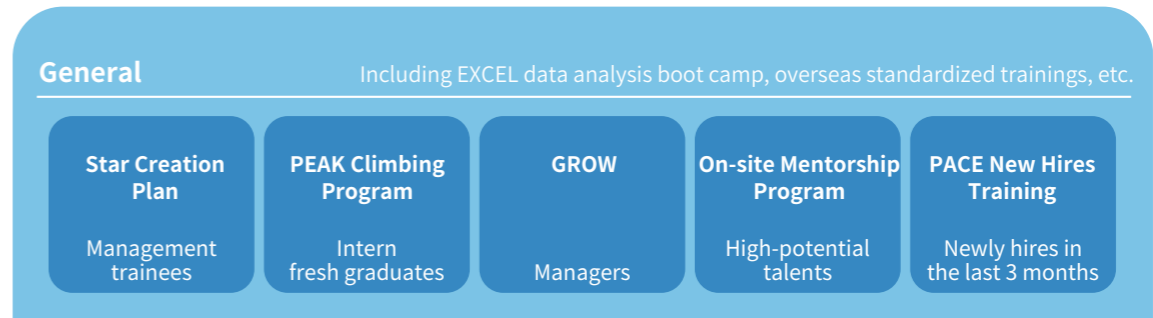 General
Including EXCEL data analysis boot camp, overseas standardized trainings, etc.
Star Creation
Plan
Management
trainees
PEAK Climbing
Program
Intern
fresh graduates
GROW
Managers
On-site Mentorship
Program
High-potential
talents
PACE New Hires
Training
Newly hires in
the last 3 months